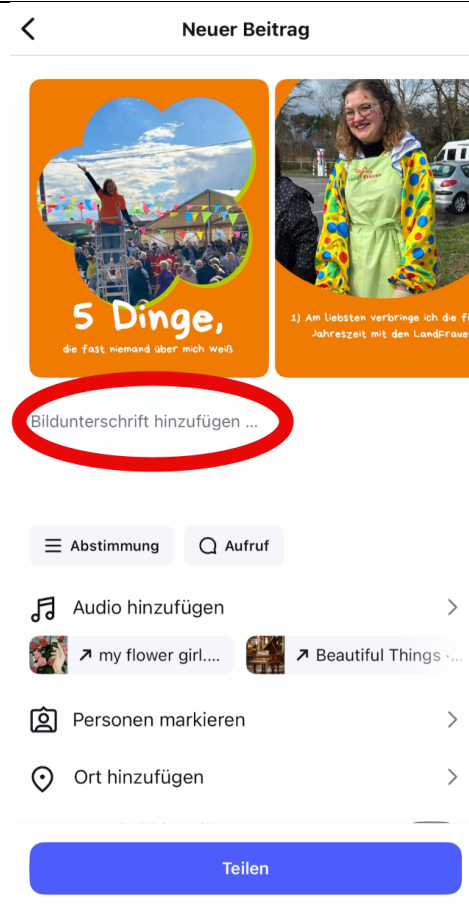 Neuer Beitrag
5 Dinge,
die fast niemand über mich weiß
1) Am liebsten verbringe ich die
Jahreszeit mit den
Bildunterschrift hinzufügen ...
Abstimmung
Aufruf
Audio hinzufügen
my flower girl....
Beautiful Things ·...
Personen markieren
Ort hinzufügen
Teilen